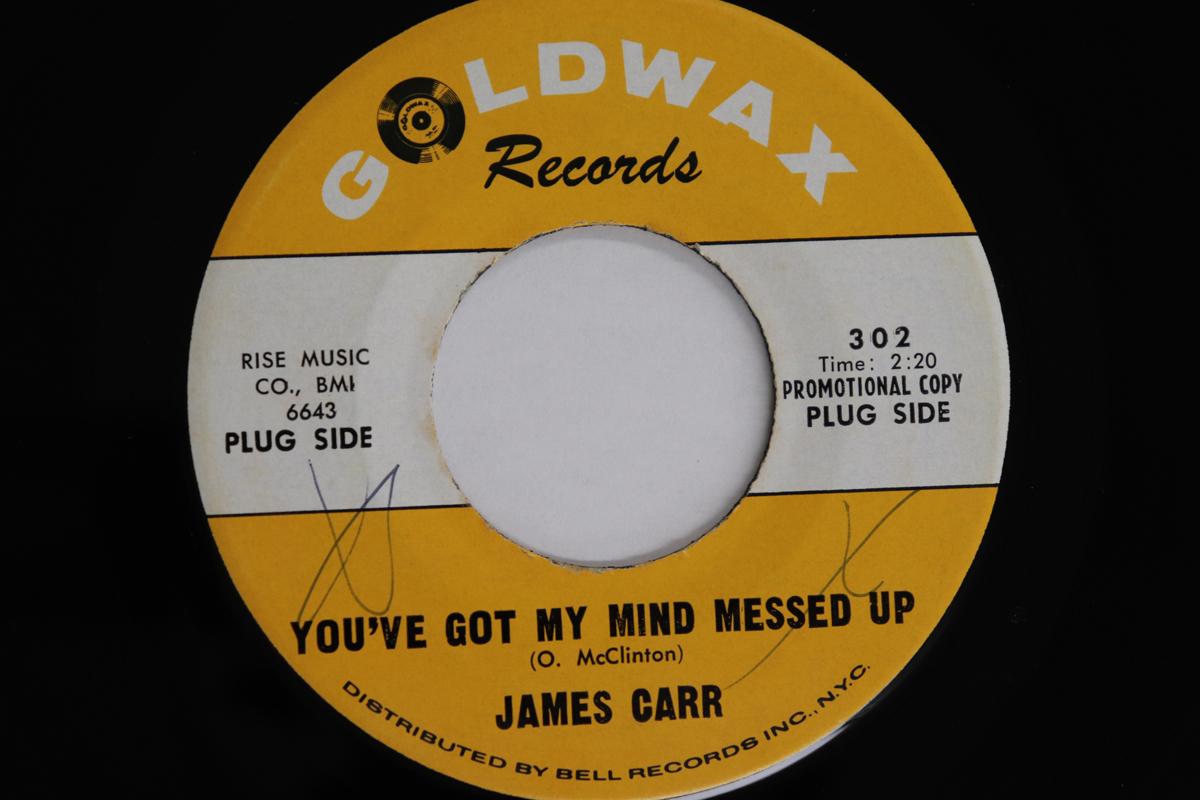 GOLDWAX
Records
RISE MUSIC
CO., BMI
6643
PLUG SIDE
302
Time: 2:20
PROMOTIONAL COPY
PLUG SIDE
YOU'VE GOT MY MIND MESSED UP
(O. McClinton)
JAMES CARR
DISTRIBUTED BY BELL RECORDS INC., N.Y.C.